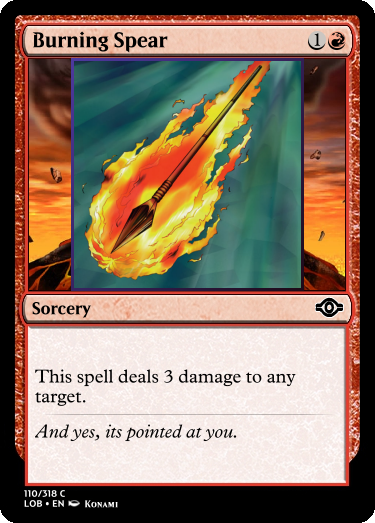 Burning Spear 1
Sorcery
This spell deals 3 damage to any
target.
And yes, its pointed at you.
110/318 C
LOB • EN Konami